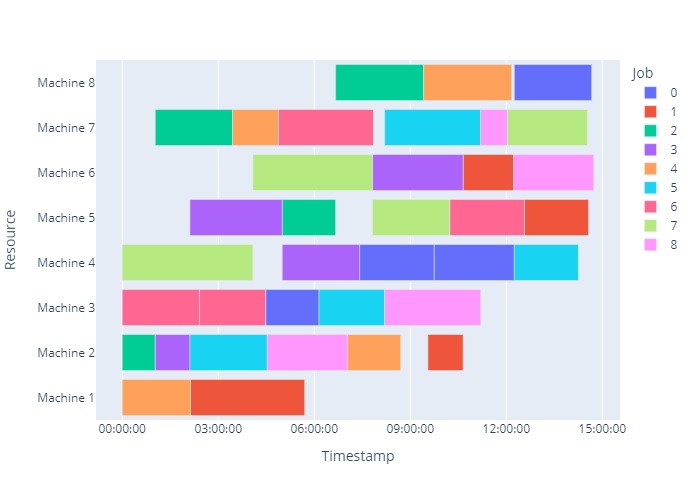 Job
0
1
2
3
4
5
6
7
8
Resource
Machine 8
Machine 7
Machine 6
Machine 5
Machine 4
Machine 3
Machine 2
Machine 1
00:00:00 03:00:00 06:00:00 09:00:00 12:00:00 15:00:00
Timestamp